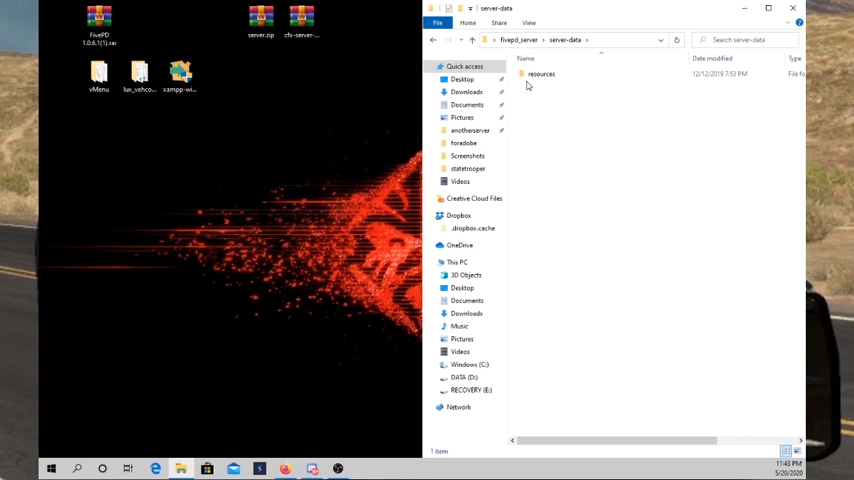 FivePD
1.0.6.1(1).rar
server.zip
cfx-server-...
vMenu
lux_vehco...
xampp-wi...
server-data
File
Home
Share
View
fivepd_server
server-data
Search server-data
Name
Date modified
Type
resources
12/12/2019 7:53 PM
File fo
Quick access
Desktop
Downloads
Documents
Pictures
anotherserver
foradobe
Screenshots
statetrooper
Videos
Creative Cloud Files
Dropbox
.dropbox.cache
OneDrive
This PC
3D Objects
Desktop
Documents
Downloads
Music
Pictures
Videos
Windows (C:)
DATA (D:)
RECOVERY (E:)
Network
1 item
11:43 PM
5/20/2020